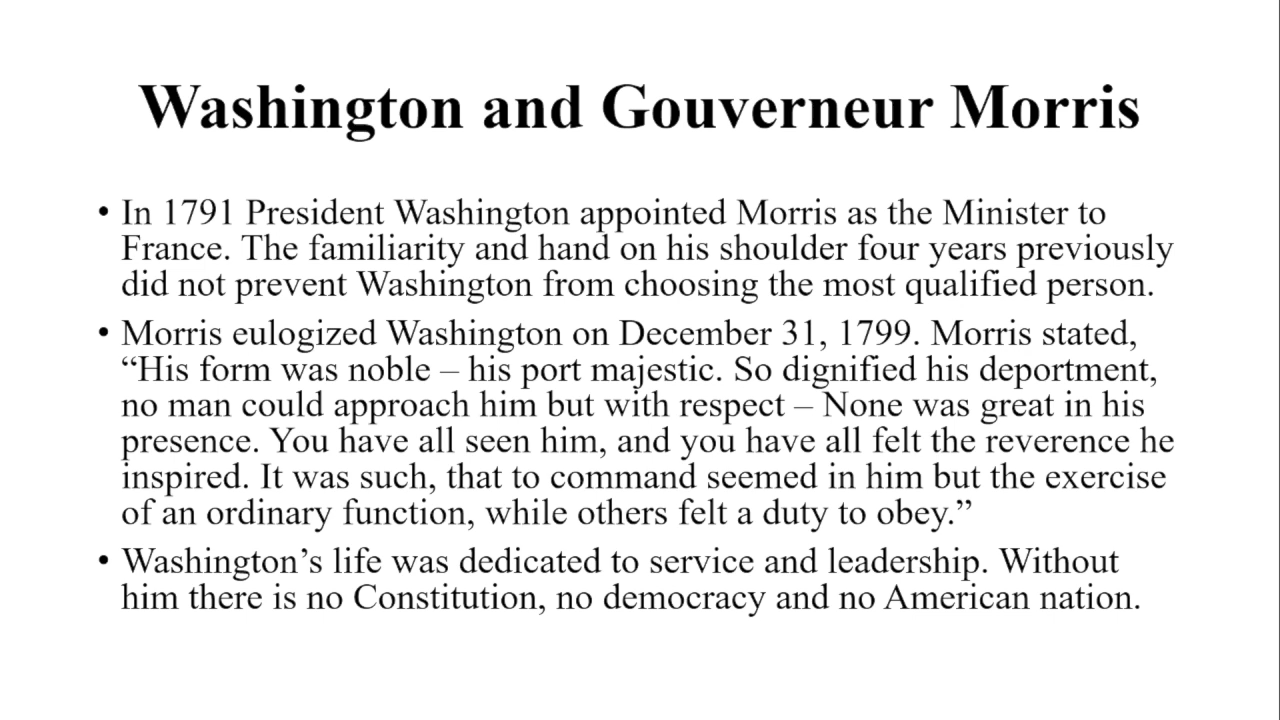 Washington and Gouverneur Morris
• In 1791 President Washington appointed Morris as the Minister to
France. The familiarity and hand on his shoulder four years previously
did not prevent Washington from choosing the most qualified person.
• Morris eulogized Washington on December 31, 1799. Morris stated,
“His form was noble – his port majestic. So dignified his deportment,
no man could approach him but with respect – None was great in his
presence. You have all seen him, and you have all felt the reverence he
inspired. It was such, that to command seemed in him but the exercise
of an ordinary function, while others felt a duty to obey.”
• Washington’s life was dedicated to service and leadership. Without
him there is no Constitution, no democracy and no American nation.